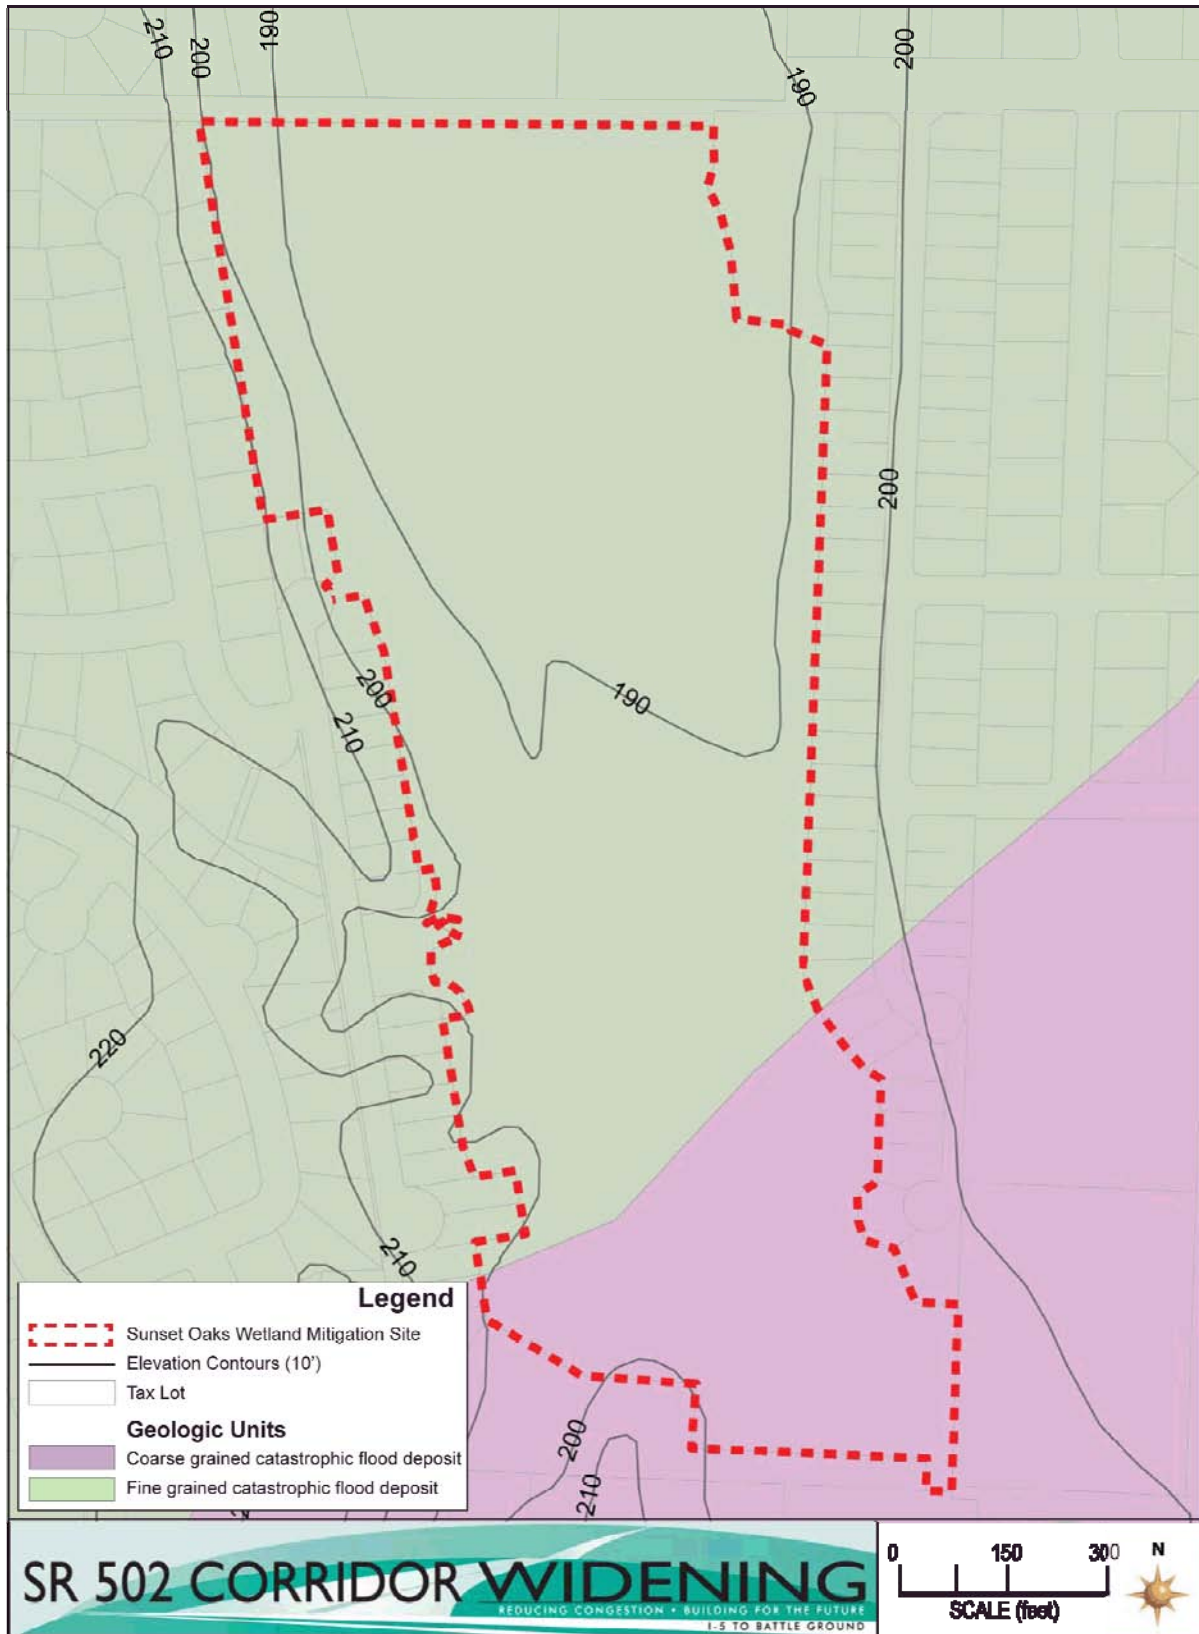 210
200
190
190
200
200
200
210
190
220
210
200
210
Legend
Sunset Oaks Wetland Mitigation Site
Elevation Contours (10')
Tax Lot
Geologic Units
Coarse grained catastrophic flood deposit
Fine grained catastrophic flood deposit
SR 502 CORRIDOR WIDENING
REDUCING CONGESTION • BUILDING FOR THE FUTURE
I-5 TO BATTLE GROUND
0 150 300
SCALE (feet)
N